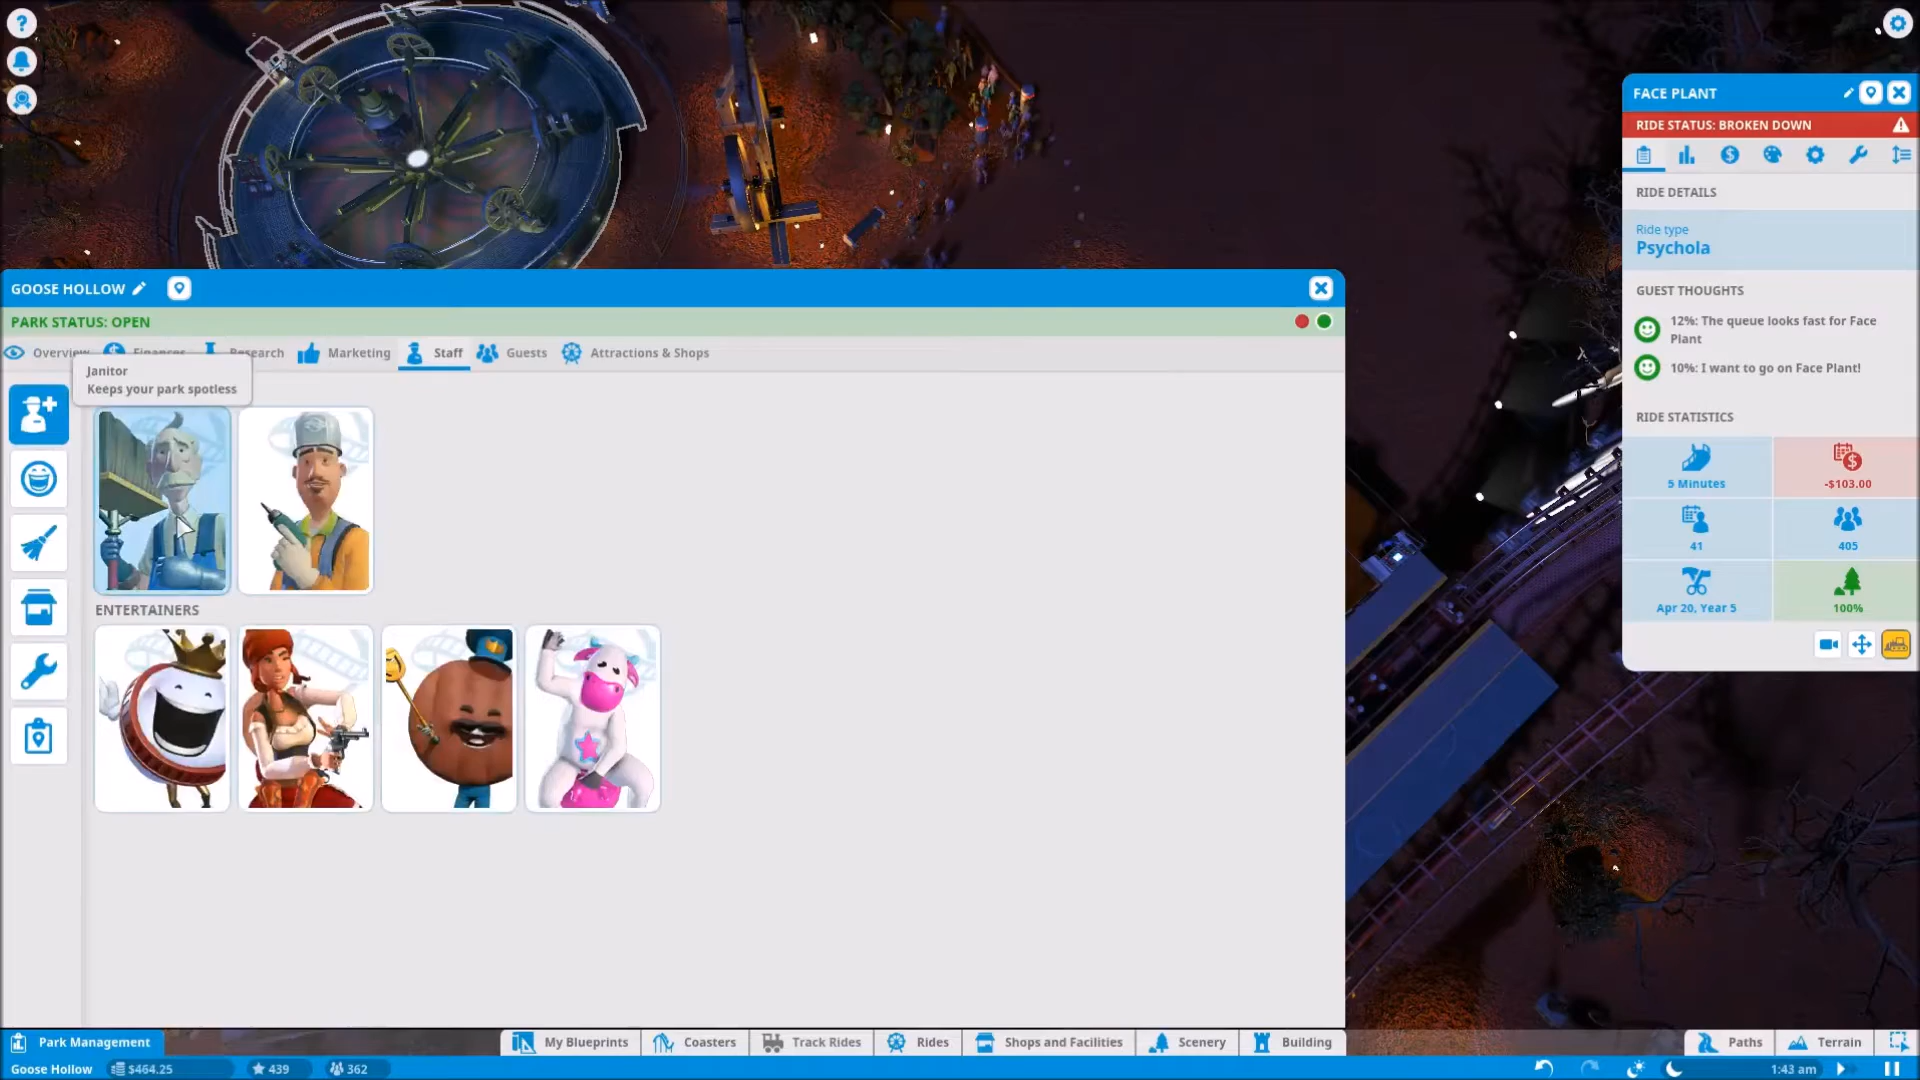 FACE PLANT
RIDE STATUS: BROKEN DOWN
RIDE DETAILS
Ride type
Psychola
GUEST THOUGHTS
12%: The queue looks fast for Face
Plant
10%: I want to go on Face Plant!
RIDE STATISTICS
5 Minutes
-$103.00
41
405
Apr 20, Year 5
100%
GOOSE HOLLOW
PARK STATUS: OPEN
Overview
Finances
Research
Marketing
Staff
Guests
Attractions & Shops
Janitor
Keeps your park spotless
ENTERTAINERS
Park Management
My Blueprints
Coasters
Track Rides
Rides
Shops and Facilities
Scenery
Building
Paths
Terrain
Goose Hollow
$464.25
439
362
1:43 am